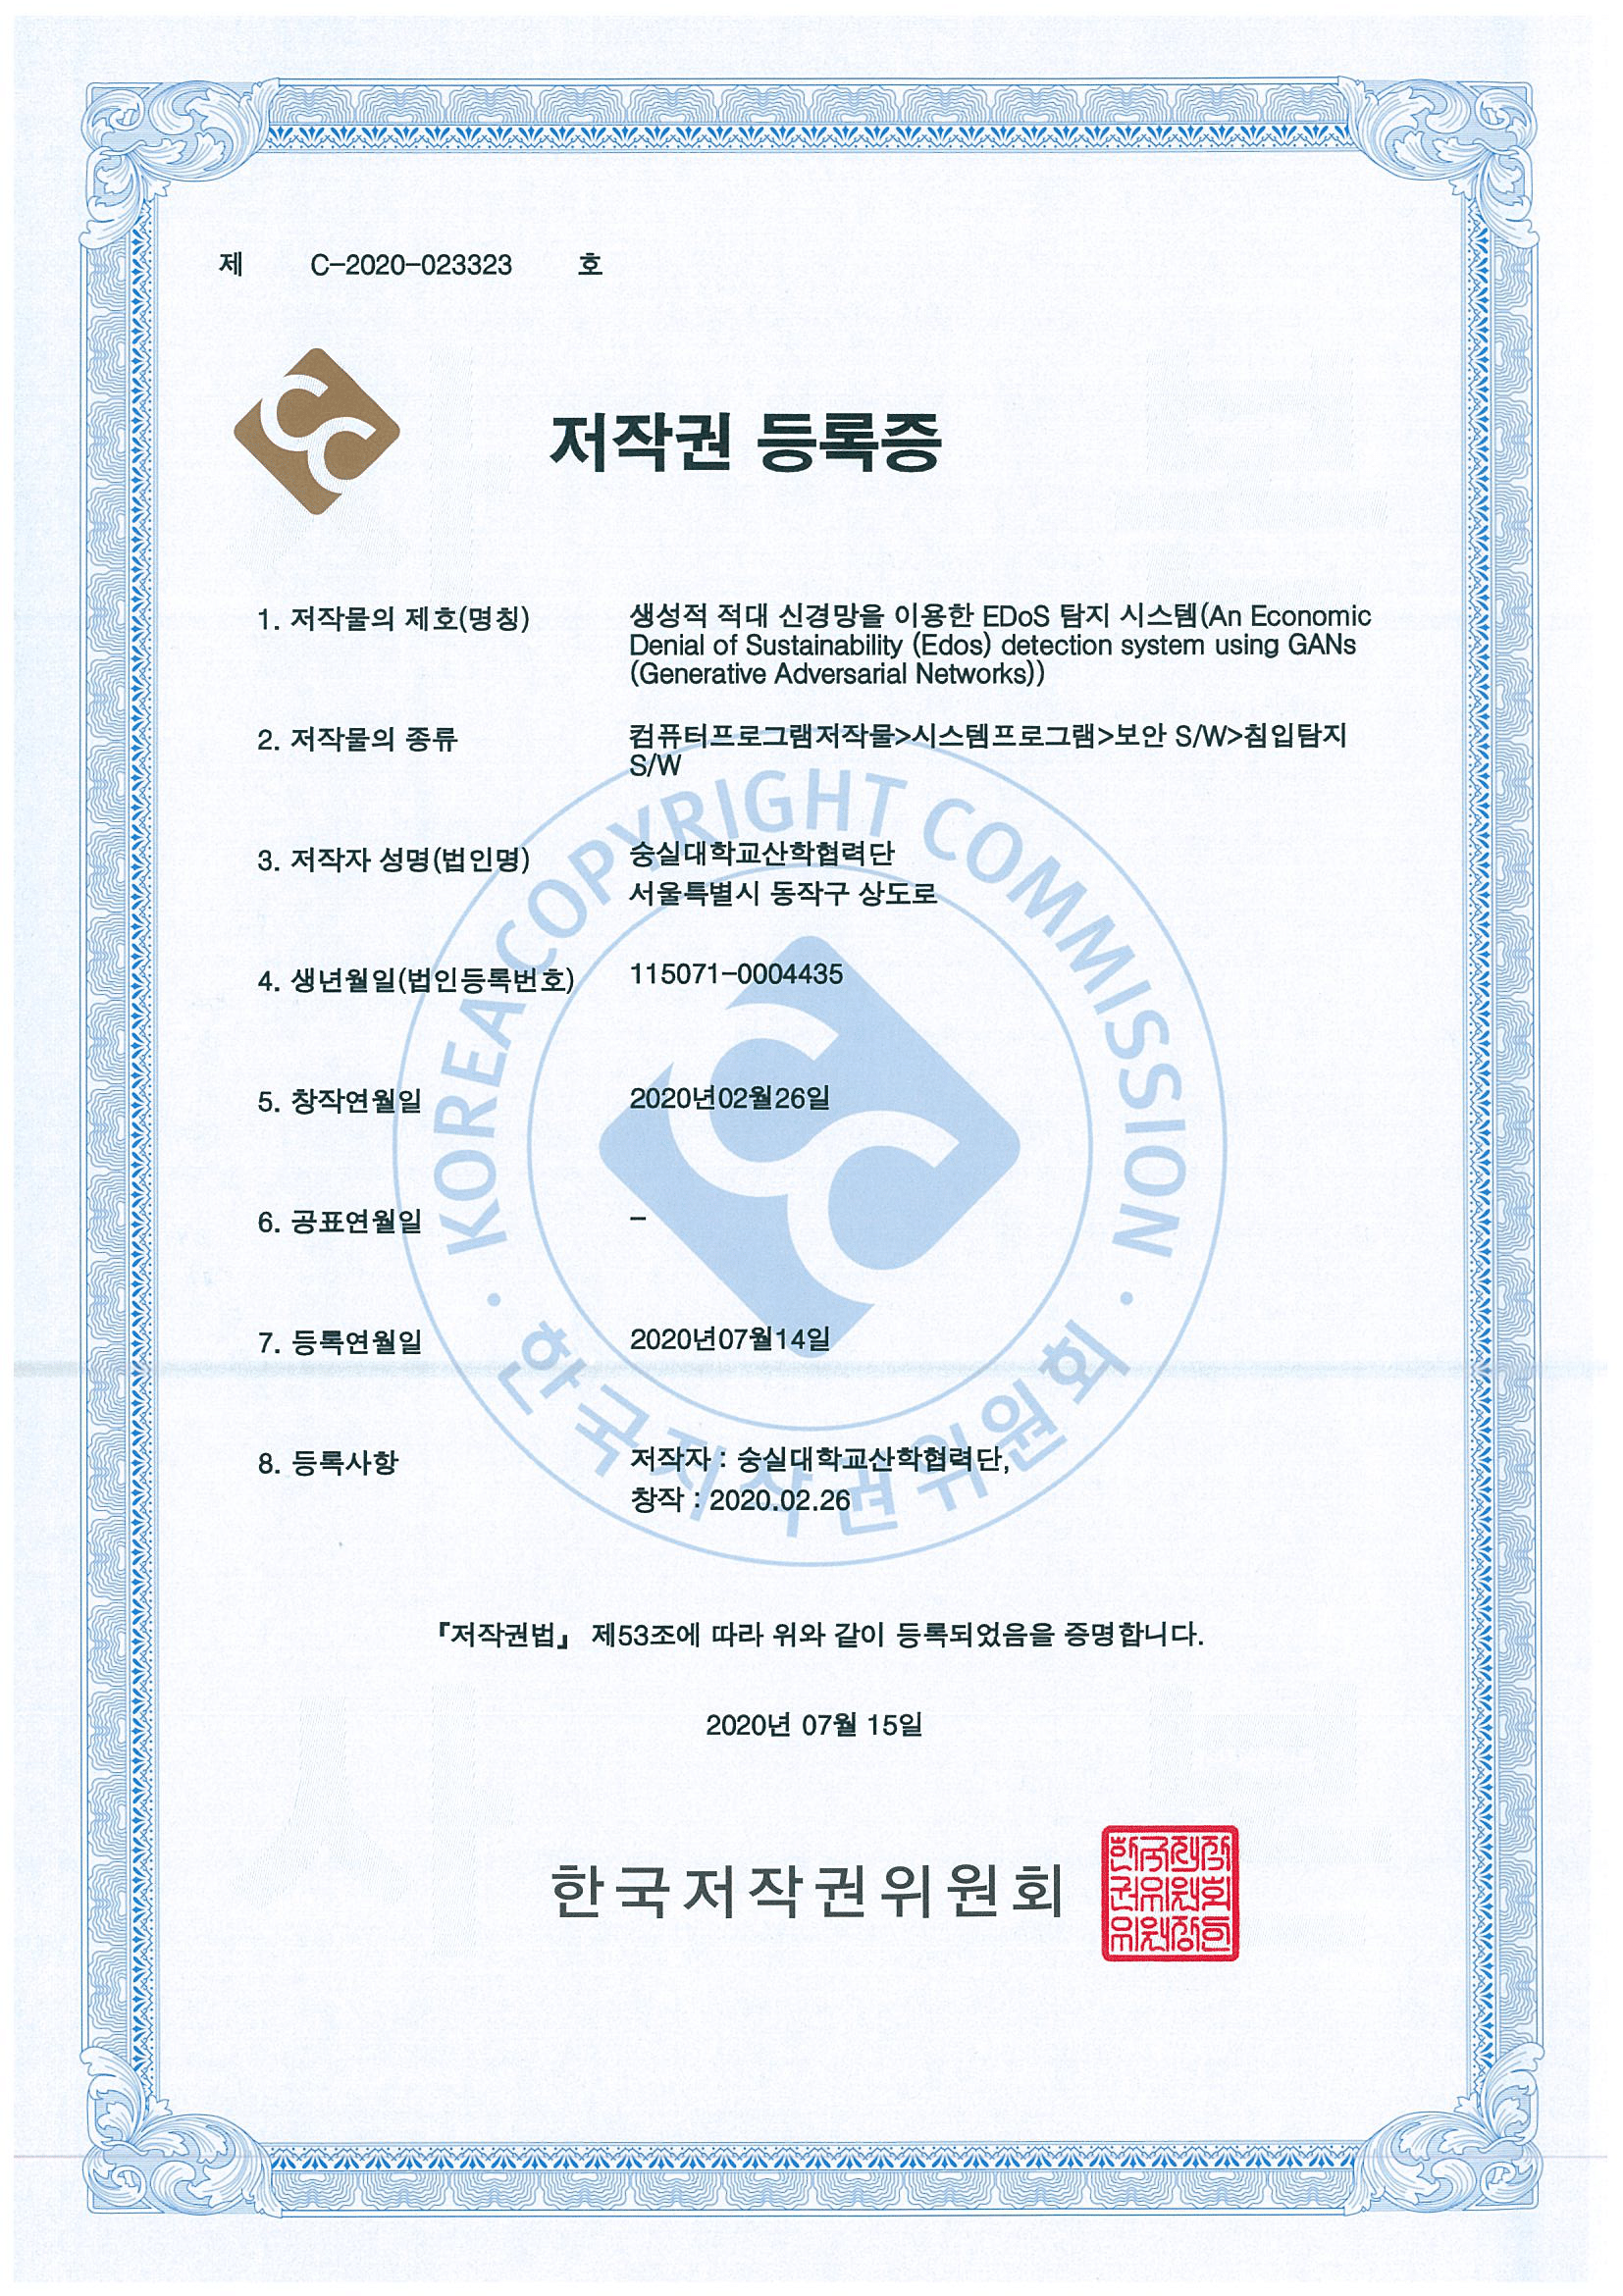 제 C-2020-023323 호
저작권 등록증
1. 저작물의 제호(명칭) 생성적 적대 신경망을 이용한 EDoS 탐지 시스템(An Economic
Denial of Sustainability (Edos) detection system using GANs
(Generative Adversarial Networks))
2. 저작물의 종류 컴퓨터프로그램저작물>시스템프로그램>보안 S/W>침입탐지
S/W
3. 저작자 성명(법인명) 숭실대학교산학협력단
서울특별시 동작구 상도로
4. 생년월일(법인등록번호) 115071-0004435
5. 창작연월일 2020년02월26일
6. 공표연월일 -
7. 등록연월일 2020년07월14일
8. 등록사항 저작자 : 숭실대학교산학협력단,
창작 : 2020.02.26
KOREA COPYRIGHT COMMISSION
· 한국저작권위원회 ·
『저작권법』 제53조에 따라 위와 같이 등록되었음을 증명합니다.
2020년 07월 15일
한국저작권위원회